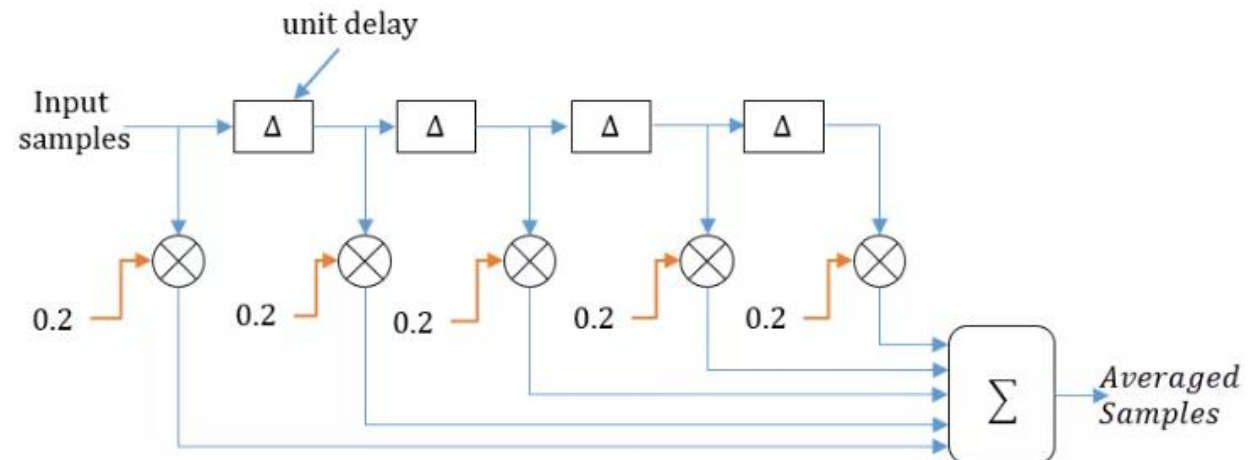 unit delay
Input
samples
Δ Δ Δ Δ
0.2 0.2 0.2 0.2 0.2
∑
Averaged
Samples